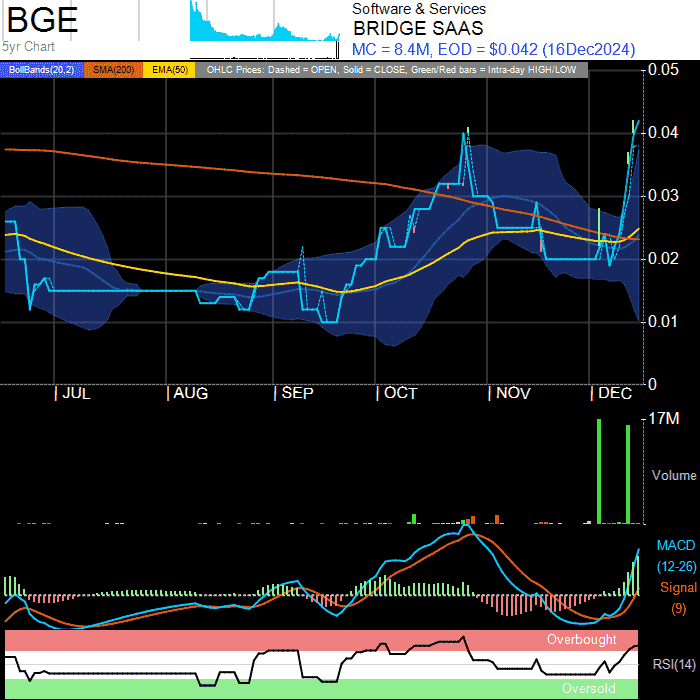 BGE
5yr Chart
Software & Services
BRIDGE SAAS
MC = 8.4M, EOD = $0.042 (16Dec2024)
BollBands(20,2) SMA(200) EMA(50) OHLC Prices: Dashed = OPEN, Solid = CLOSE, Green/Red bars = Intra-day HIGH/LOW
0.05
0.04
0.03
0.02
0.01
0
| JUL | AUG | SEP | OCT | NOV | DEC
17M
Volume
MACD
(12-26)
Signal
(9)
Overbought
RSI(14)
Oversold